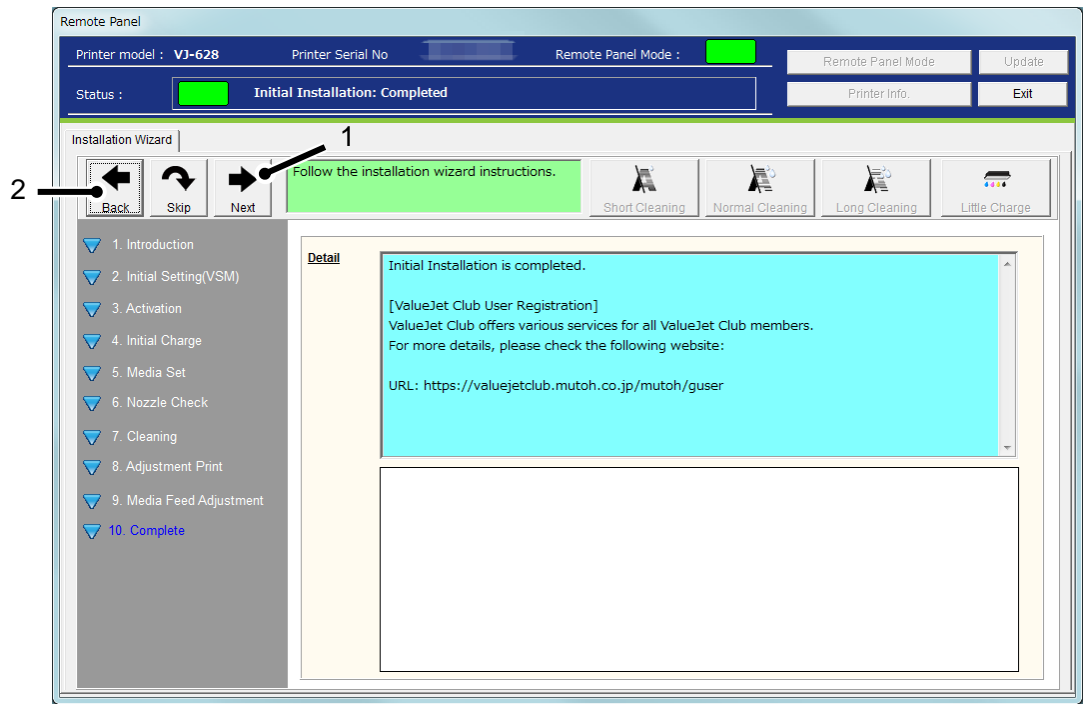 Remote Panel
Printer model : VJ-628 Printer Serial No Remote Panel Mode :
Remote Panel Mode Update
Status : Initial Installation: Completed
Printer Info. Exit
Installation Wizard
1
2
Back Skip Next
Follow the installation wizard instructions.
Short Cleaning Normal Cleaning Long Cleaning Little Charge
1. Introduction
2. Initial Setting(VSM)
3. Activation
4. Initial Charge
5. Media Set
6. Nozzle Check
7. Cleaning
8. Adjustment Print
9. Media Feed Adjustment
10. Complete
Detail
Initial Installation is completed.
[ValueJet Club User Registration]
ValueJet Club offers various services for all ValueJet Club members.
For more details, please check the following website:
URL: https://valuejetclub.mutoh.co.jp/mutoh/guser